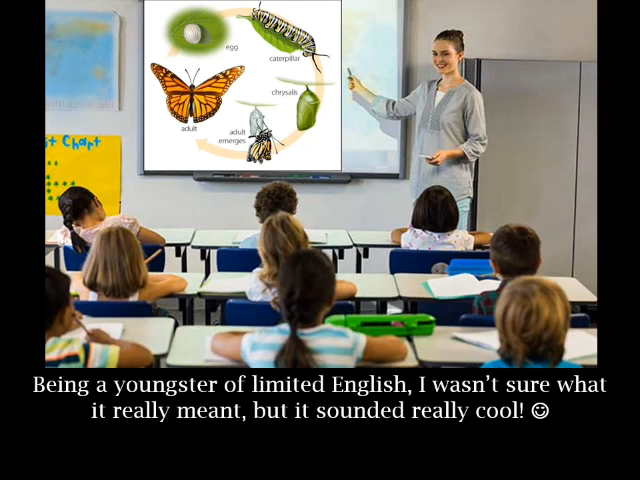 egg
caterpillar
chrysalis
adult
emerges
adult
it Chart
Being a youngster of limited English, I wasn't sure what
it really meant, but it sounded really cool! ☺